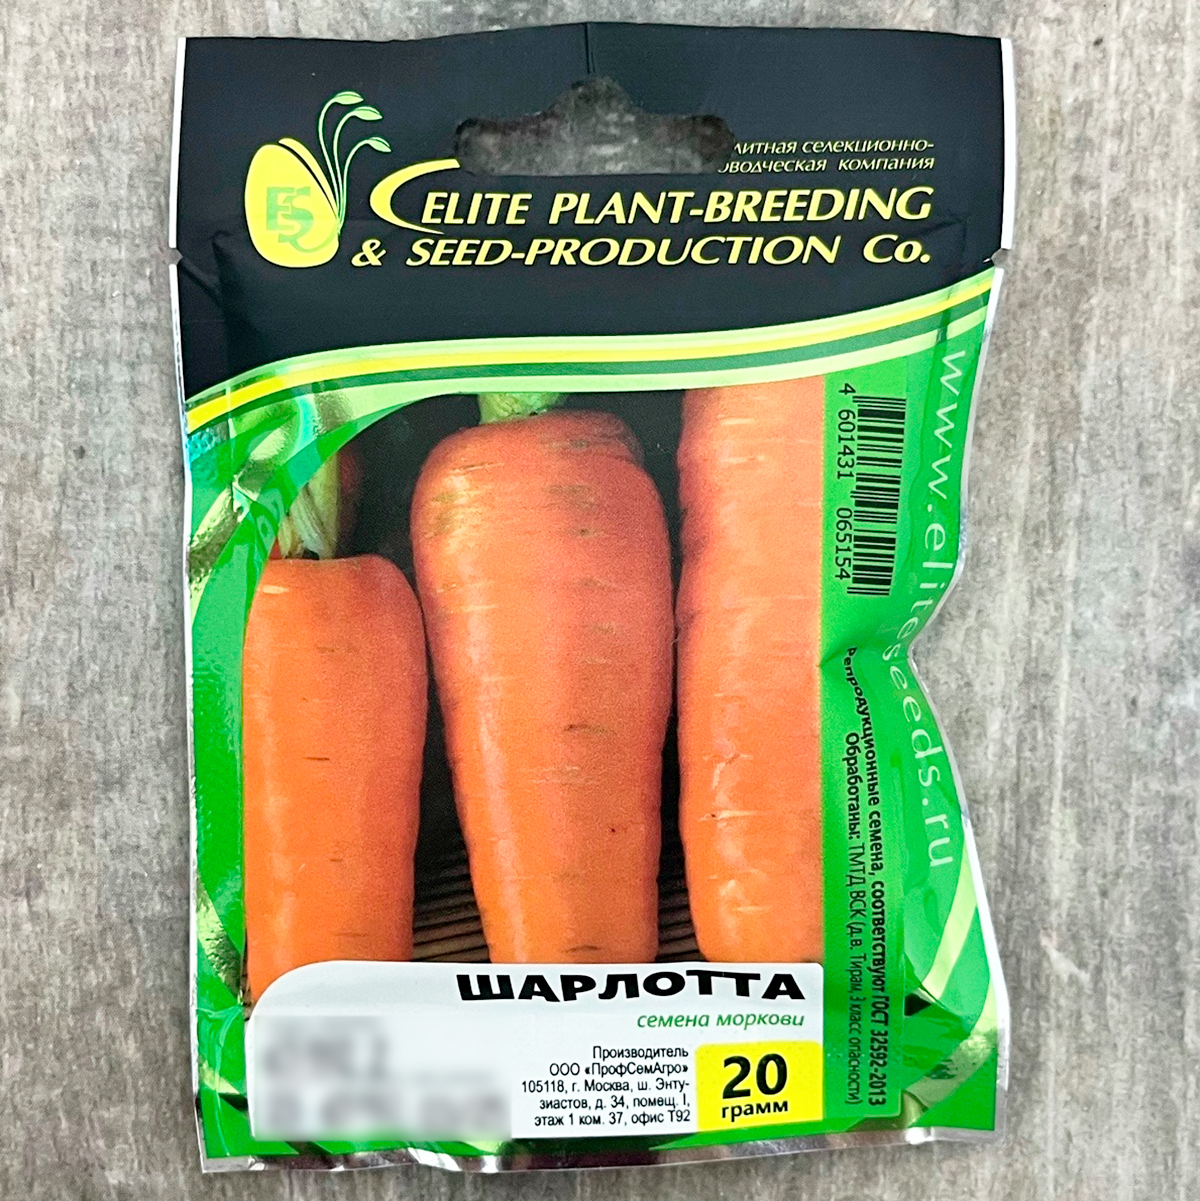 литная селекционно-
водческая компания
ELITE PLANT-BREEDING
& SEED-PRODUCTION Co.
ES
www.eliteseeds.ru
4 601431 065154
Репродукционные семена, соответствуют ГОСТ 32592-2013
Обработаны: ТМТД ВСК (д.в. Тирам 3 класс опасности)
ШАРЛОТТА
семена моркови
Производитель
ООО «ПрофСемАгро»
105118, г. Москва, ш. Энту-
зиастов, д. 34, помещ. I,
этаж 1 ком. 37, офис Т92
20
грамм